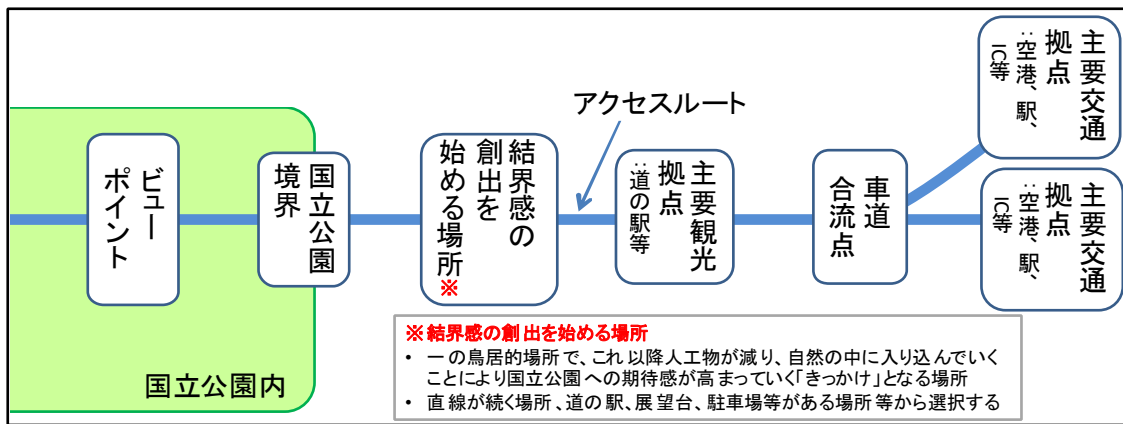 主要交通
拠点
：空港、駅、
IC等
アクセスルート
主要交通
拠点
：空港、駅、
IC等
車道
合流点
主要観光
拠点
：道の駅等
結界感の
創出を
始める場所
※
国立公園
境界
ビュー
ポイント
国立公園内
※結界感の創出を始める場所
• 一の鳥居的場所で、これ以降人工物が減り、自然の中に入り込んでいく
ことにより国立公園への期待感が高まっていく「きっかけ」となる場所
• 直線が続く場所、道の駅、展望台、駐車場等がある場所等から選択する